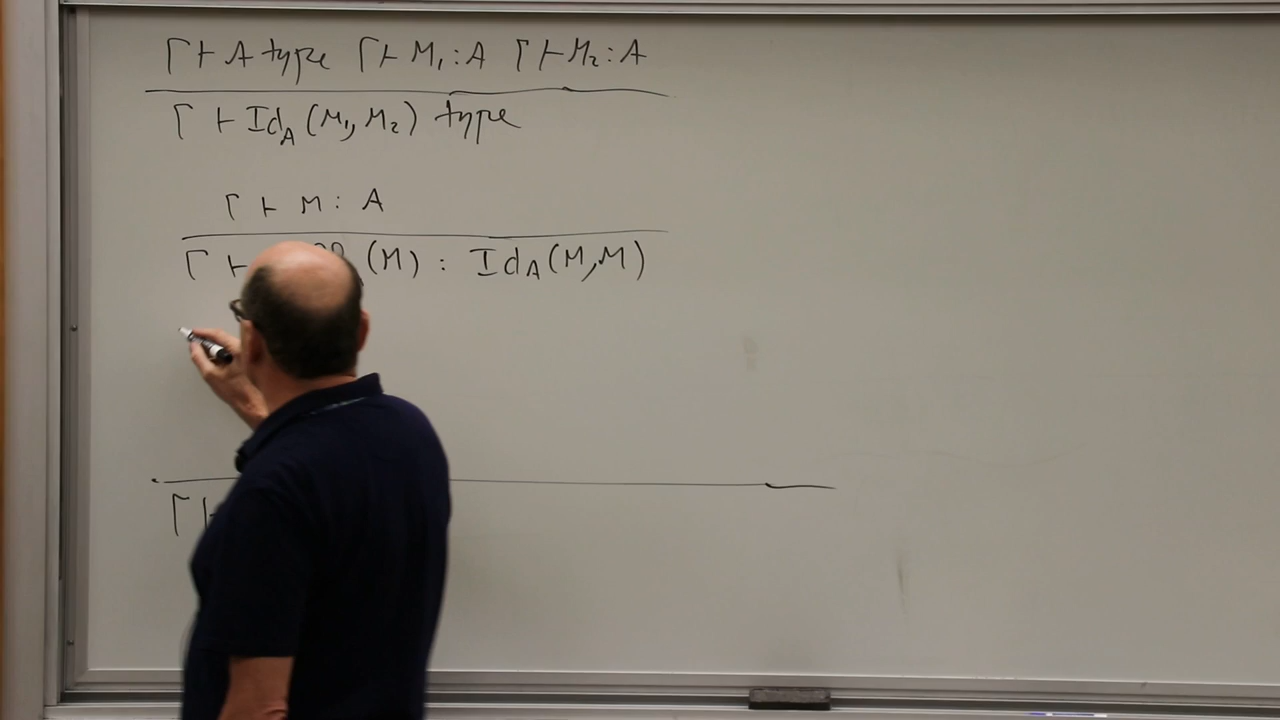 Γ ⊢ A type Γ ⊢ M₁ : A Γ ⊢ M₂ : A
Γ ⊢ Id_A (M₁, M₂) type
Γ ⊢ M : A
Γ ⊢ (M) : Id_A (M, M)
Γ ⊢